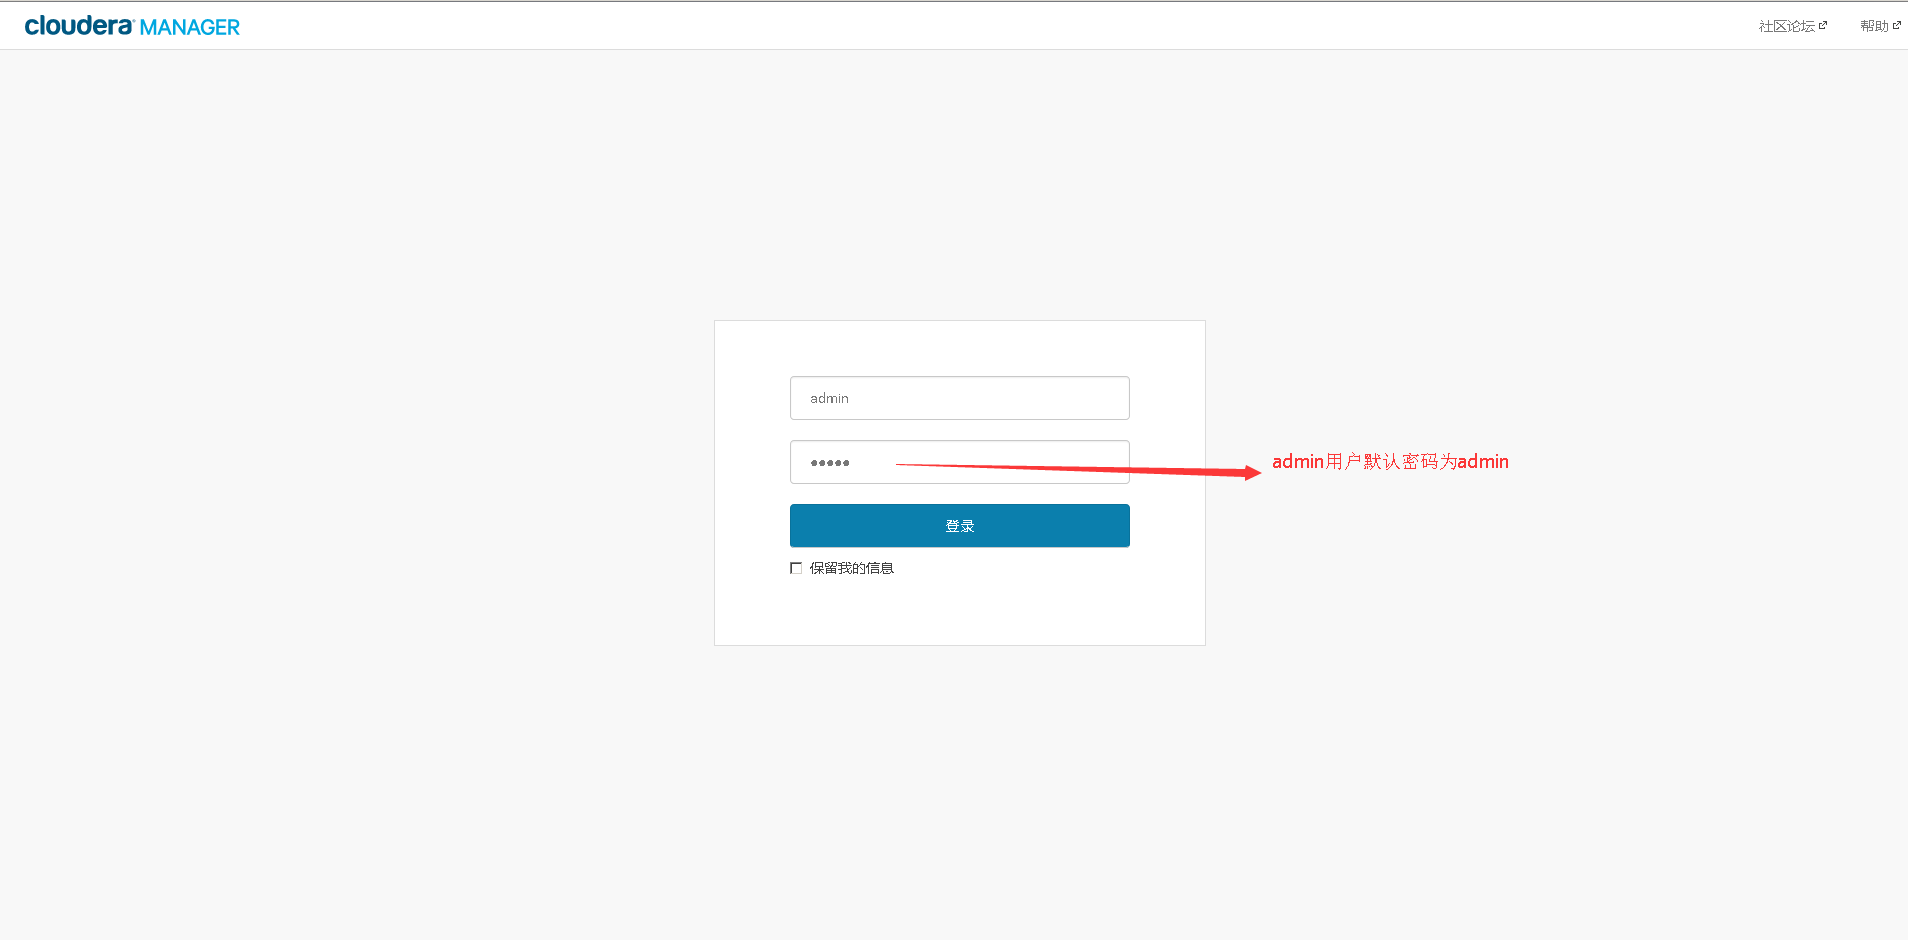 cloudera MANAGER
社区论坛 帮助
admin
•••••
admin用户默认密码为admin
登录
保留我的信息